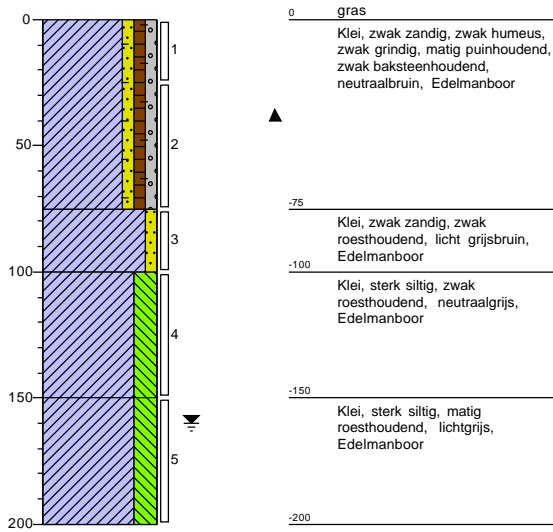 0
50
100
150
200
1
2
3
4
5
0
gras
Klei, zwak zandig, zwak humeus,
zwak grindig, matig puinhoudend,
zwak baksteenhoudend,
neutraalbruin, Edelmanboor
-75
Klei, zwak zandig, zwak
roesthoudend, licht grijsbruin,
Edelmanboor
-100
Klei, sterk siltig, zwak
roesthoudend, neutraalgrijs,
Edelmanboor
-150
Klei, sterk siltig, matig
roesthoudend, lichtgrijs,
Edelmanboor
-200